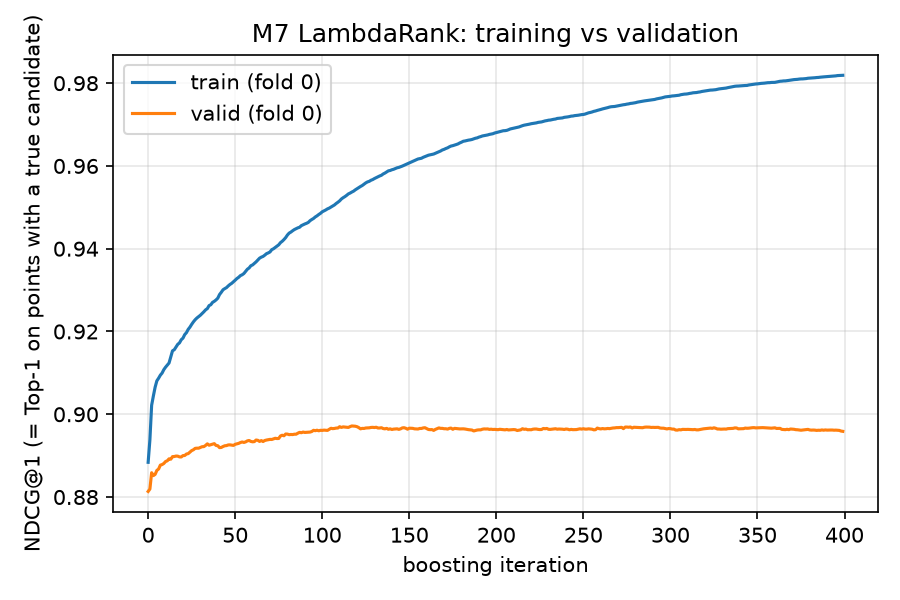 M7 LambdaRank: training vs validation
train (fold 0)
valid (fold 0)
NDCG@1 (= Top-1 on points with a true candidate)
0.98
0.96
0.94
0.92
0.90
0.88
0 50 100 150 200 250 300 350 400
boosting iteration